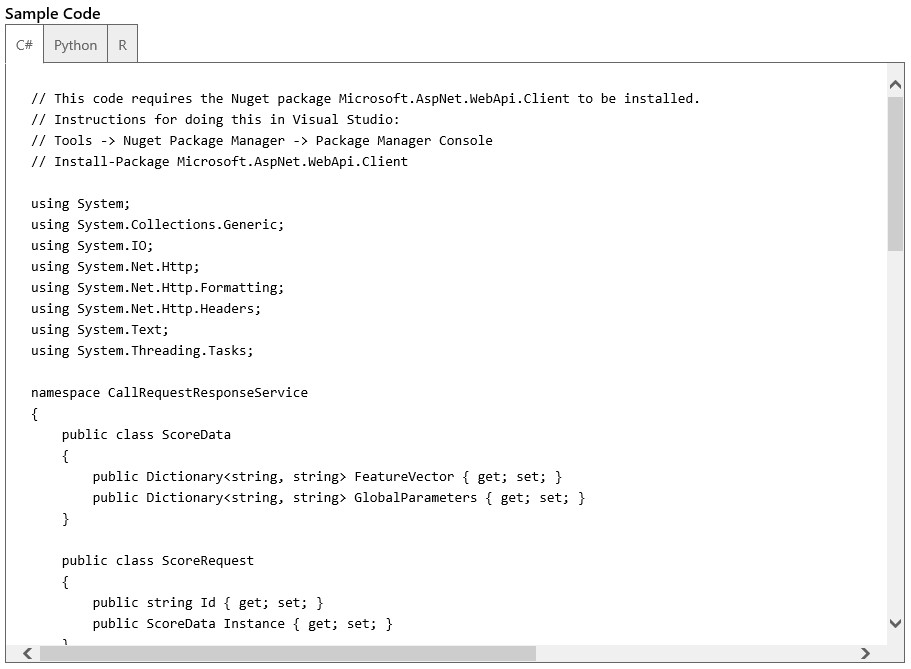 Sample Code
C# Python R
// This code requires the Nuget package Microsoft.AspNet.WebApi.Client to be installed.
// Instructions for doing this in Visual Studio:
// Tools -> Nuget Package Manager -> Package Manager Console
// Install-Package Microsoft.AspNet.WebApi.Client
using System;
using System.Collections.Generic;
using System.IO;
using System.Net.Http;
using System.Net.Http.Formatting;
using System.Net.Http.Headers;
using System.Text;
using System.Threading.Tasks;
namespace CallRequestResponseService
{
    public class ScoreData
    {
        public Dictionary<string, string> FeatureVector { get; set; }
        public Dictionary<string, string> GlobalParameters { get; set; }
    }
    public class ScoreRequest
    {
        public string Id { get; set; }
        public ScoreData Instance { get; set; }
    }